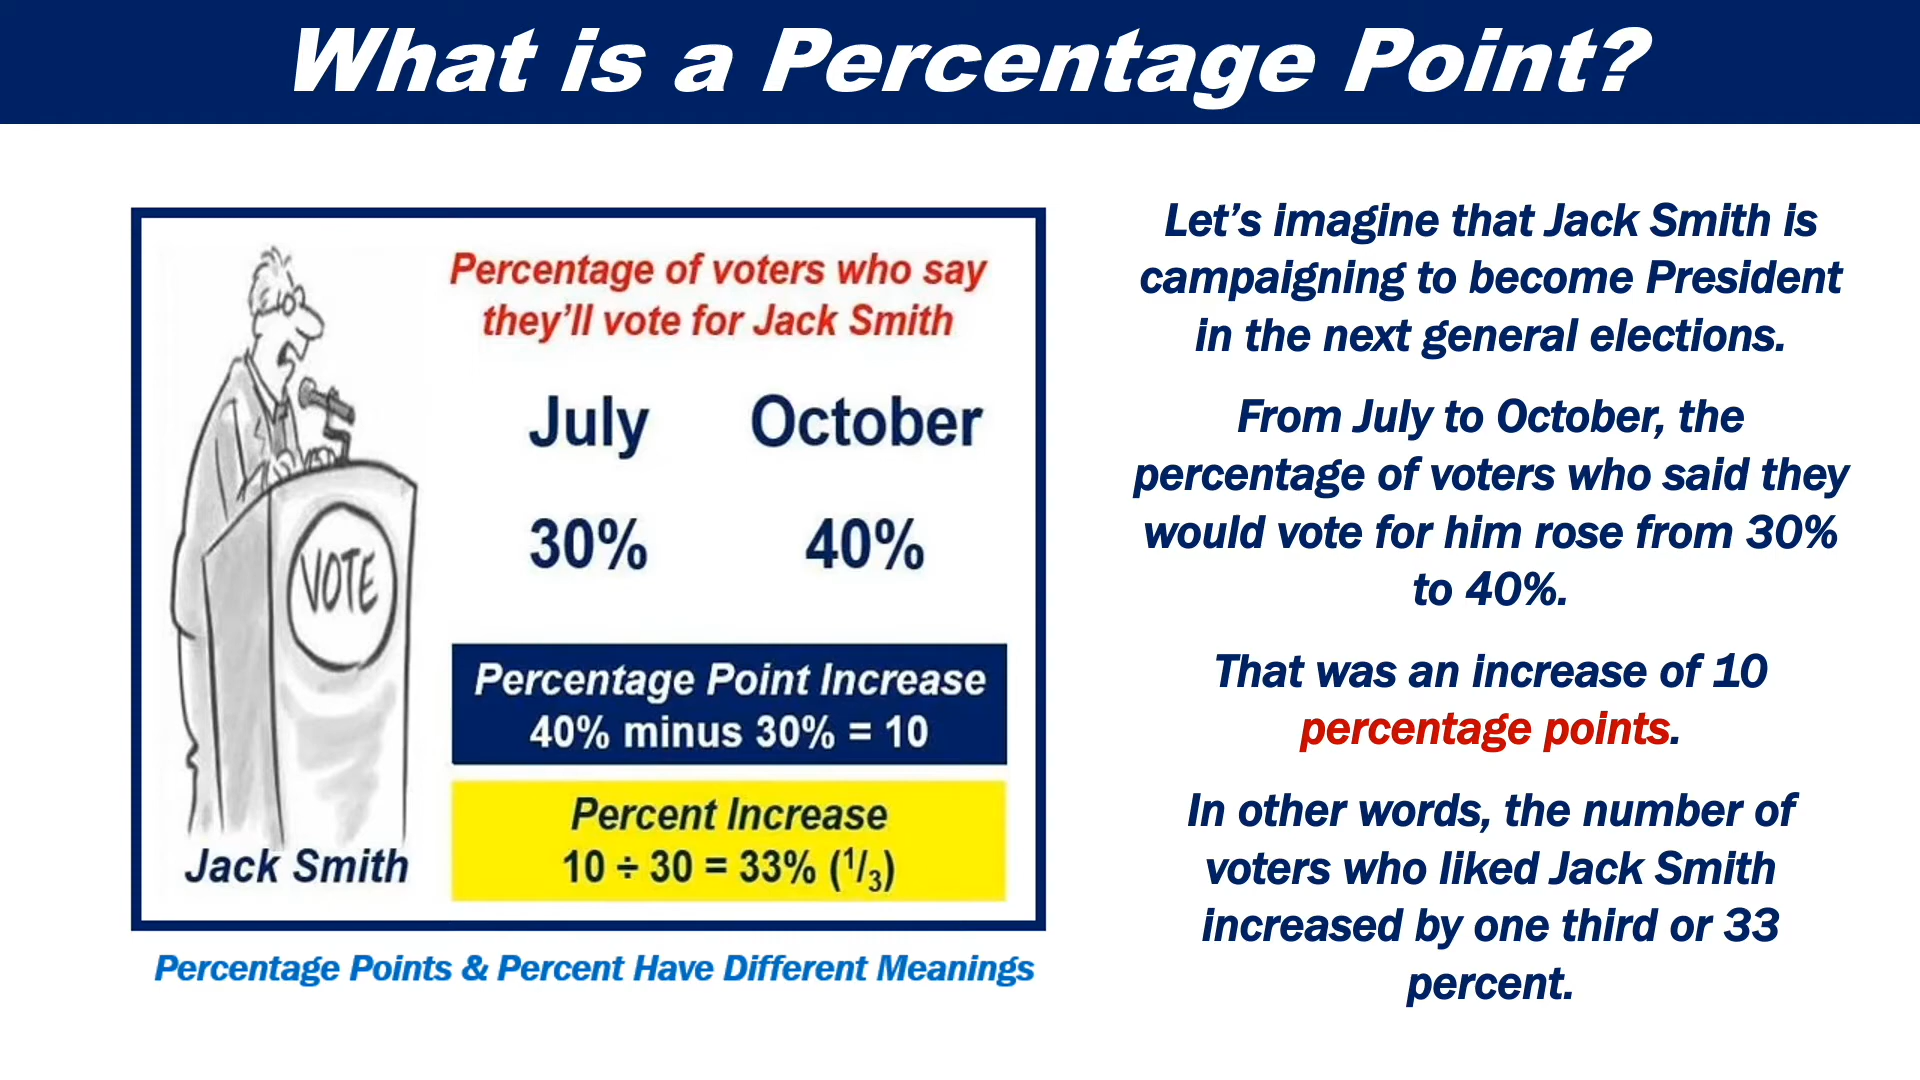 What is a Percentage Point?
Percentage of voters who say
they’ll vote for Jack Smith
July October
30% 40%
VOTE
Percentage Point Increase
40% minus 30% = 10
Percent Increase
10 ÷ 30 = 33% (1/3)
Jack Smith
Percentage Points & Percent Have Different Meanings
Let’s imagine that Jack Smith is
campaigning to become President
in the next general elections.
From July to October, the
percentage of voters who said they
would vote for him rose from 30%
to 40%.
That was an increase of 10
percentage points.
In other words, the number of
voters who liked Jack Smith
increased by one third or 33
percent.